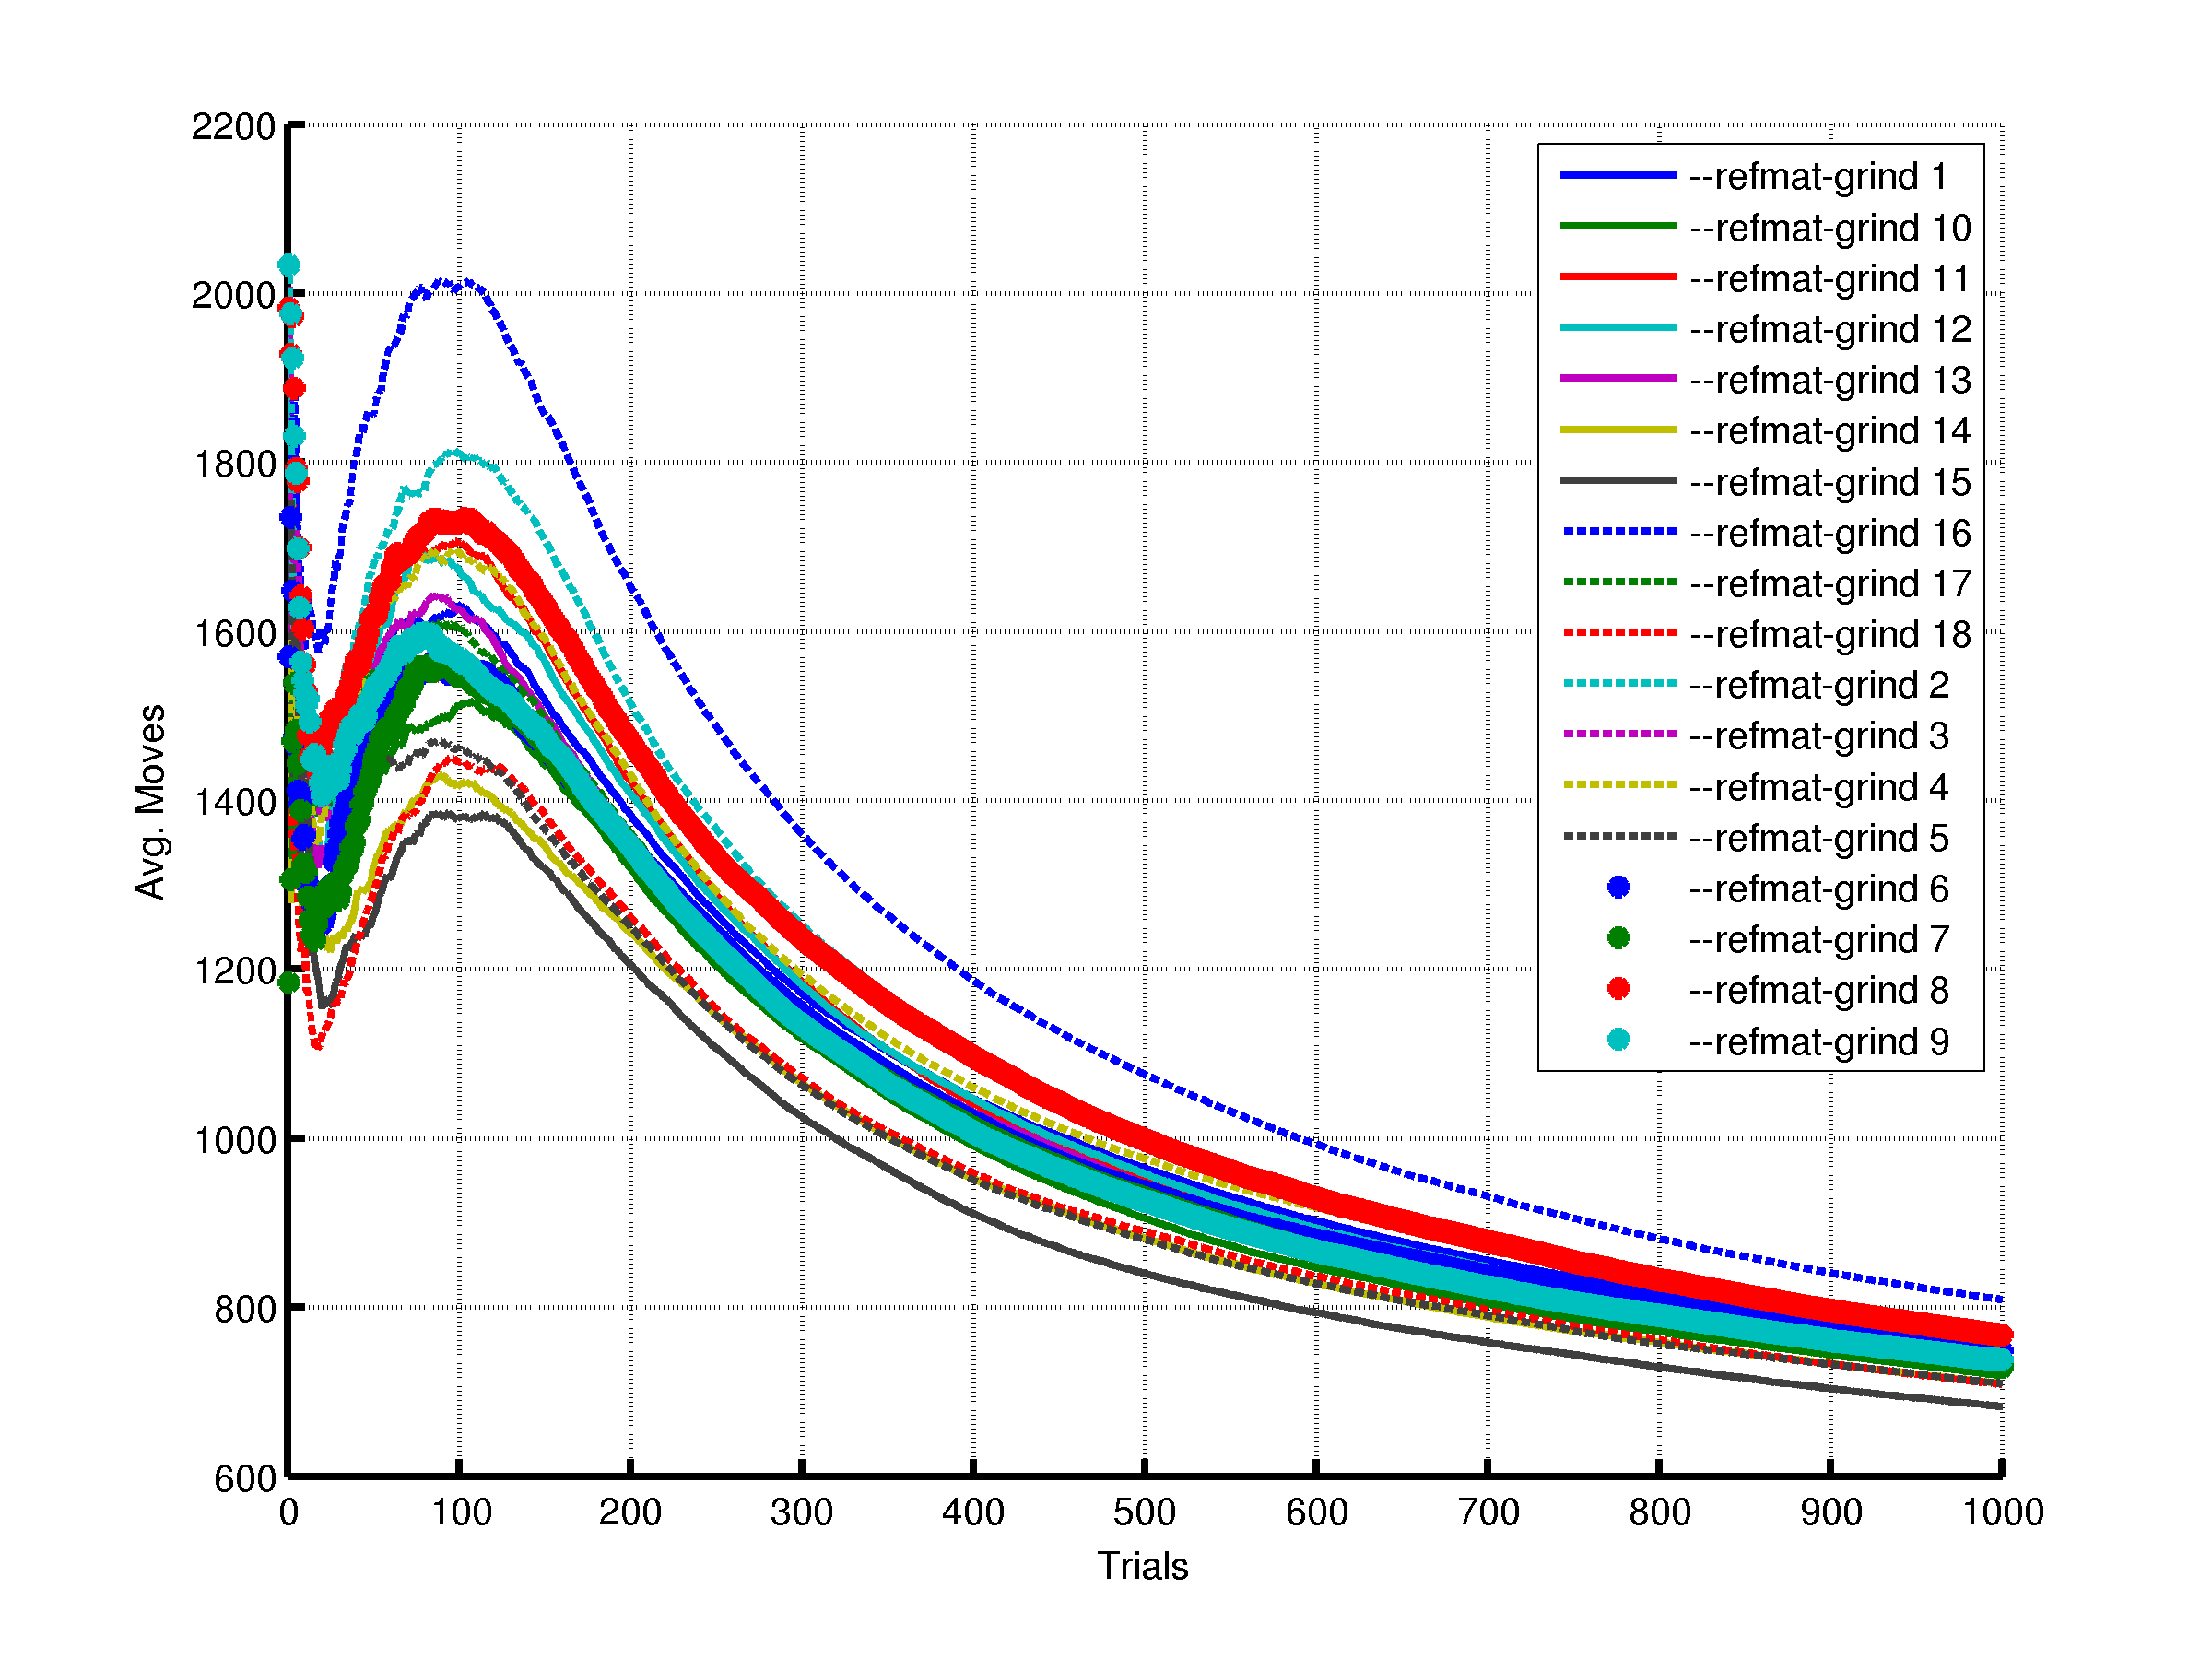 2200
2000
1800
1600
1400
1200
1000
800
600
Avg. Moves
0 100 200 300 400 500 600 700 800 900 1000
Trials
--refmat-grind 1
--refmat-grind 10
--refmat-grind 11
--refmat-grind 12
--refmat-grind 13
--refmat-grind 14
--refmat-grind 15
--refmat-grind 16
--refmat-grind 17
--refmat-grind 18
--refmat-grind 2
--refmat-grind 3
--refmat-grind 4
--refmat-grind 5
--refmat-grind 6
--refmat-grind 7
--refmat-grind 8
--refmat-grind 9